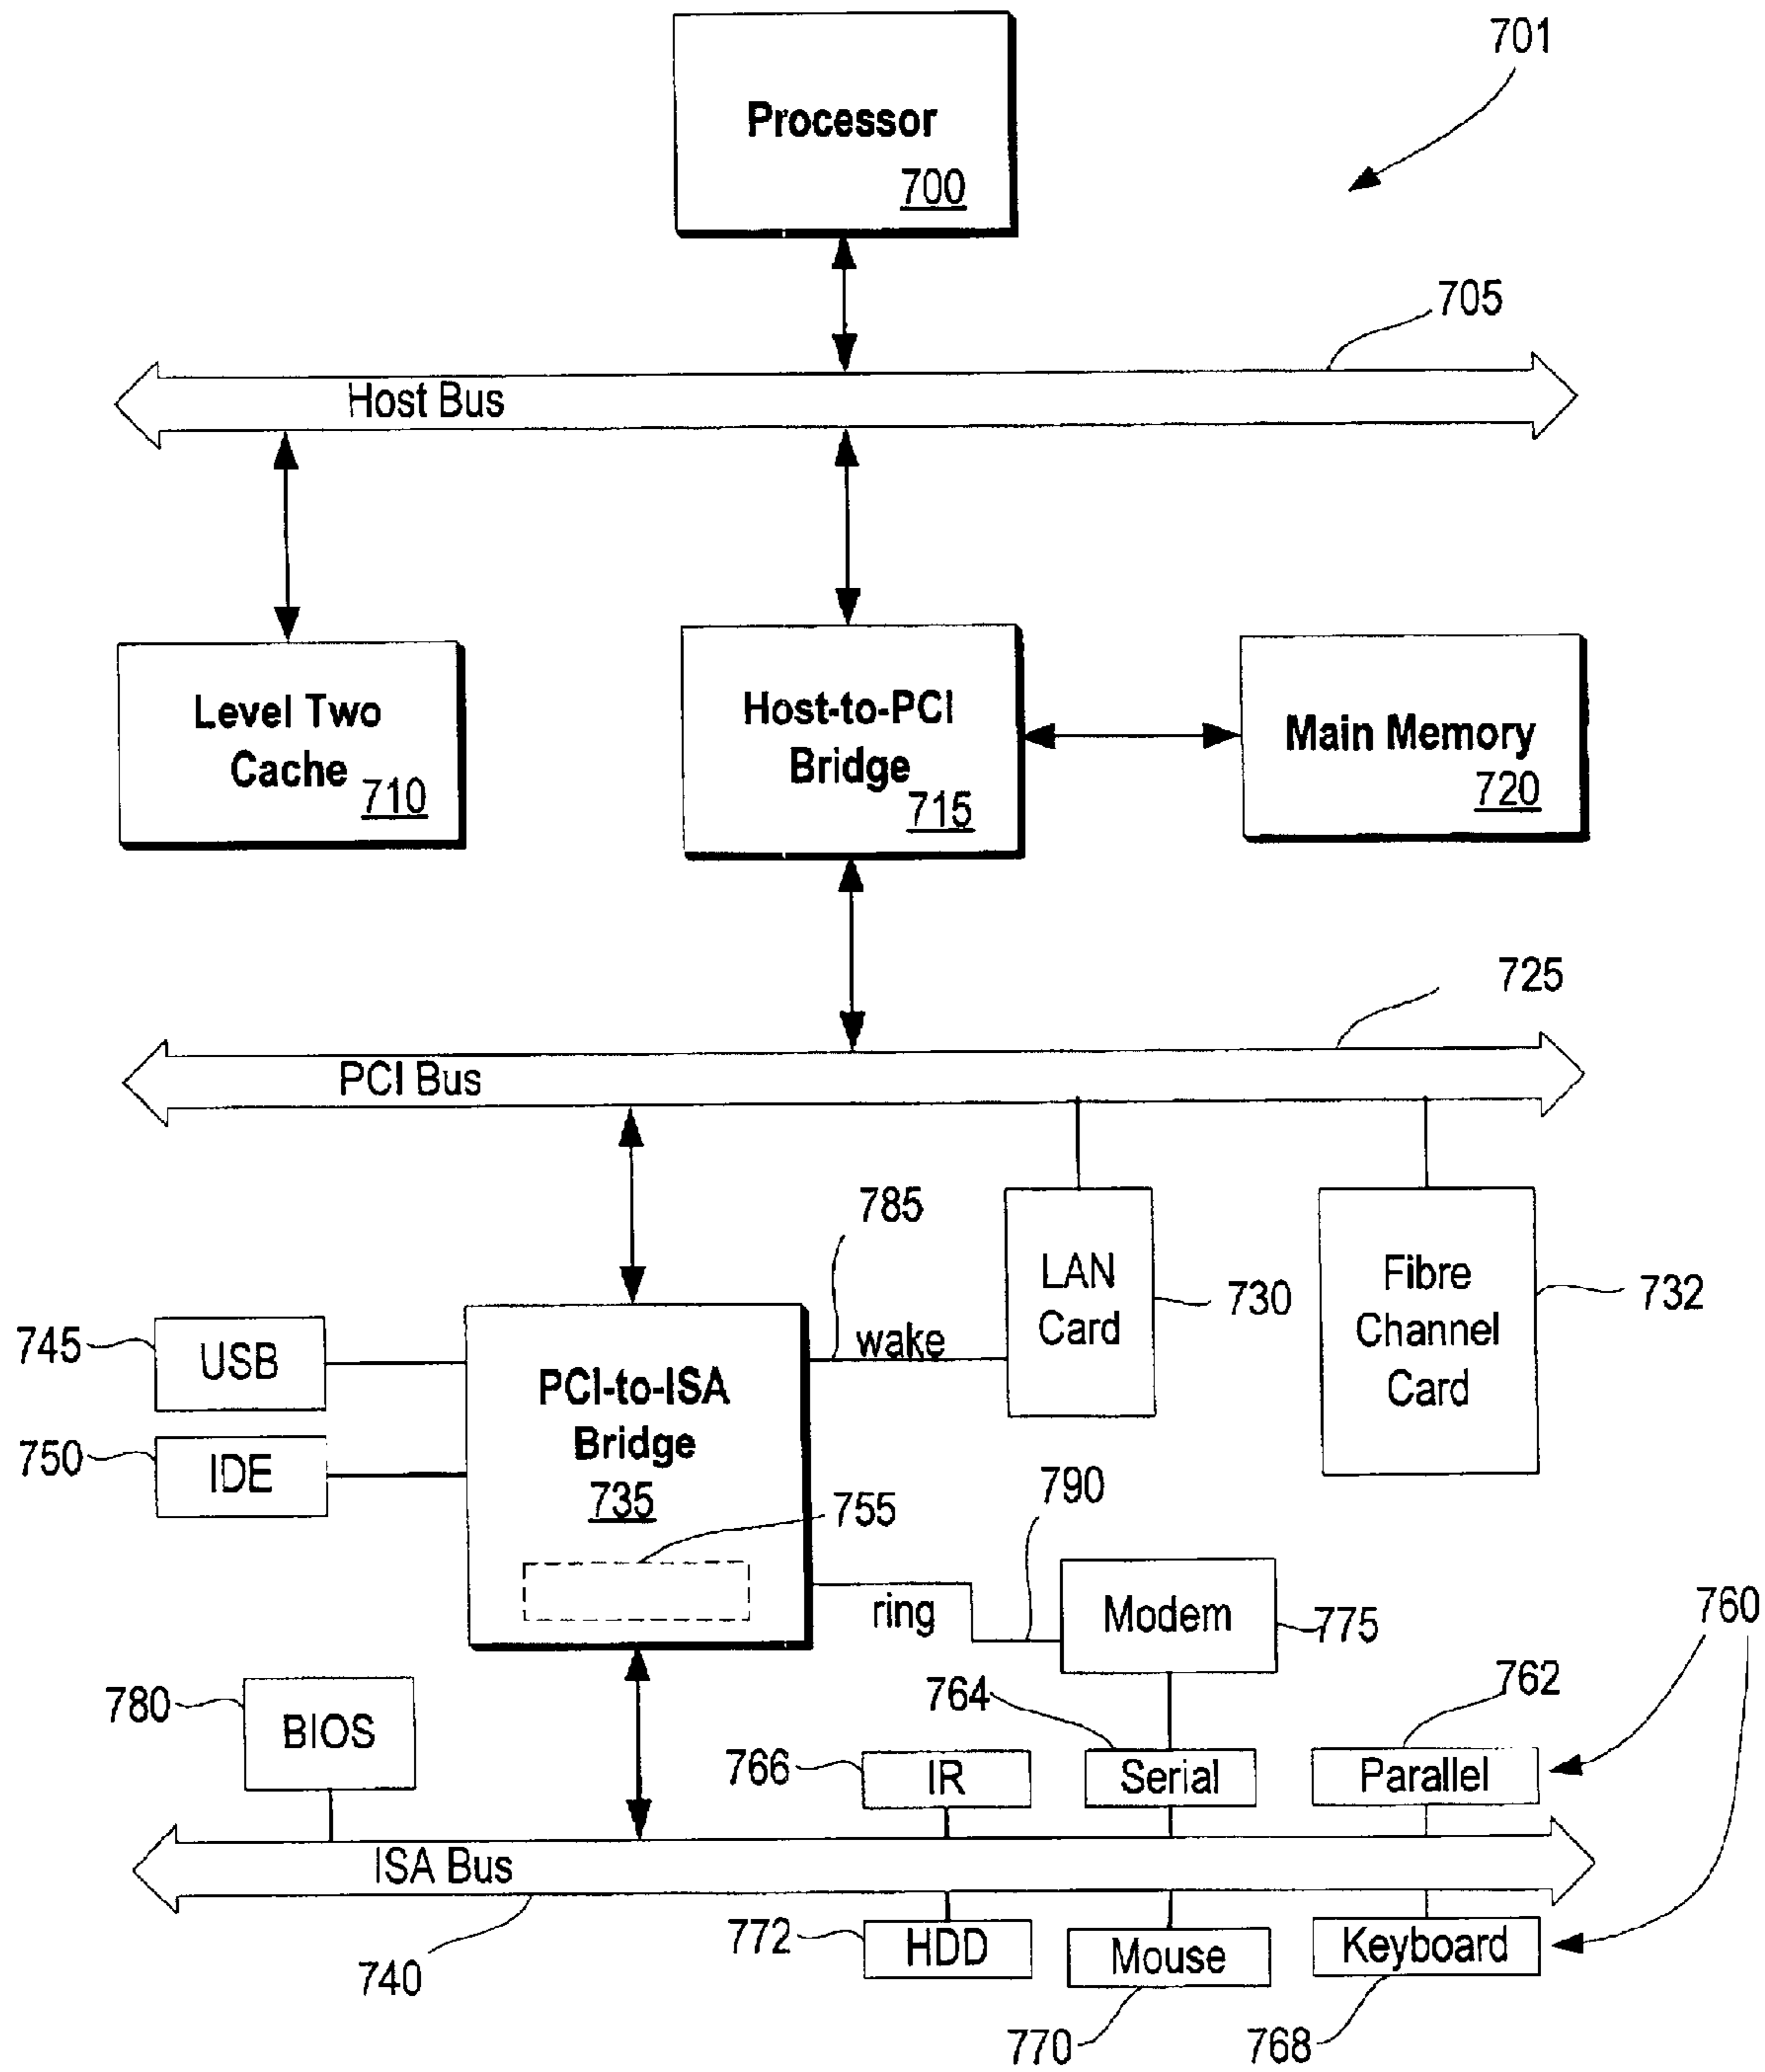 701
Processor
700
705
Host Bus
Level Two
Cache
710
Host-to-PCI
Bridge
715
Main Memory
720
725
PCI Bus
785
LAN
Card
730
Fibre
Channel
Card
732
745
USB
wake
PCI-to-ISA
Bridge
735
750
IDE
755
790
ring
Modem
775
760
780
BIOS
764
762
766
IR
Serial
Parallel
ISA Bus
740
772
HDD
Mouse
Keyboard
770
768